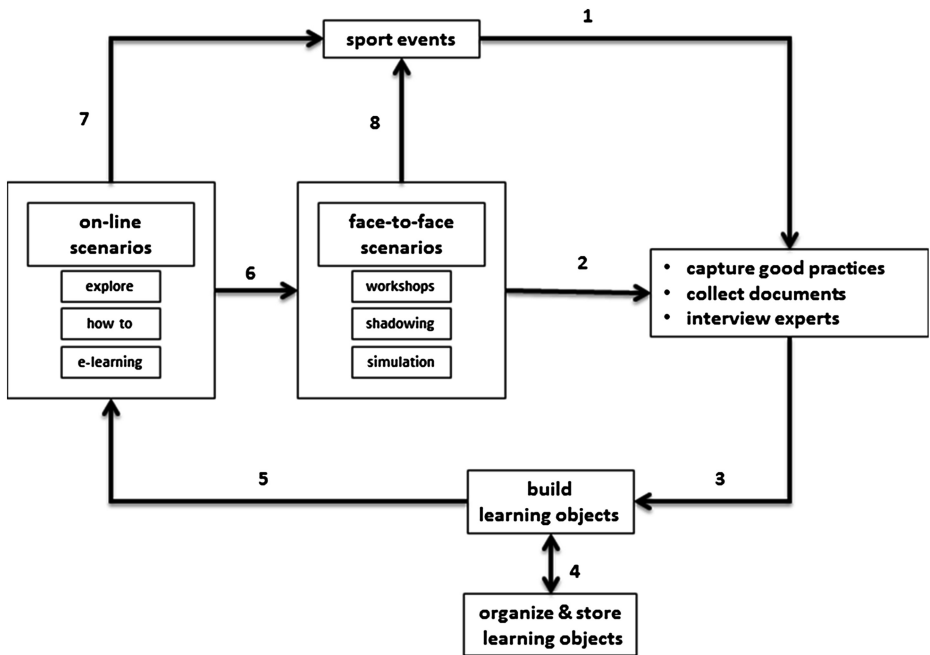 1
sport events
7
8
on-line
scenarios
explore
how to
e-learning
6
face-to-face
scenarios
workshops
shadowing
simulation
2
• capture good practices
• collect documents
• interview experts
5
build
learning objects
3
4
organize & store
learning objects